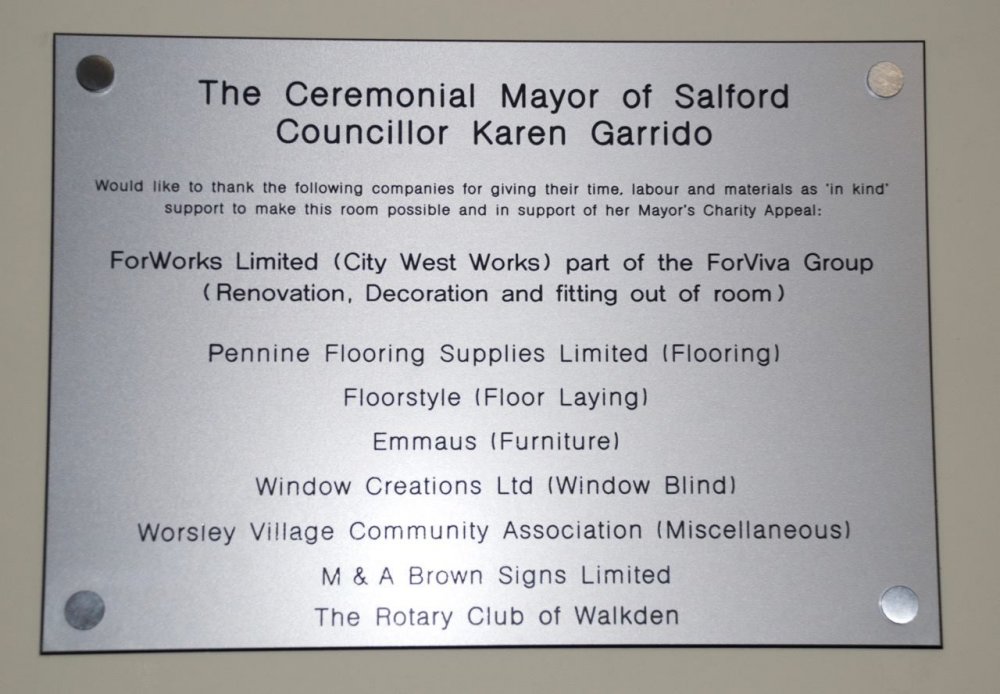 The Ceremonial Mayor of Salford
Councillor Karen Garrido
Would like to thank the following companies for giving their time, labour and materials as 'in kind'
support to make this room possible and in support of her Mayor's Charity Appeal:
ForWorks Limited (City West Works) part of the ForViva Group
(Renovation, Decoration and fitting out of room)
Pennine Flooring Supplies Limited (Flooring)
Floorstyle (Floor Laying)
Emmaus (Furniture)
Window Creations Ltd (Window Blind)
Worsley Village Community Association (Miscellaneous)
M & A Brown Signs Limited
The Rotary Club of Walkden